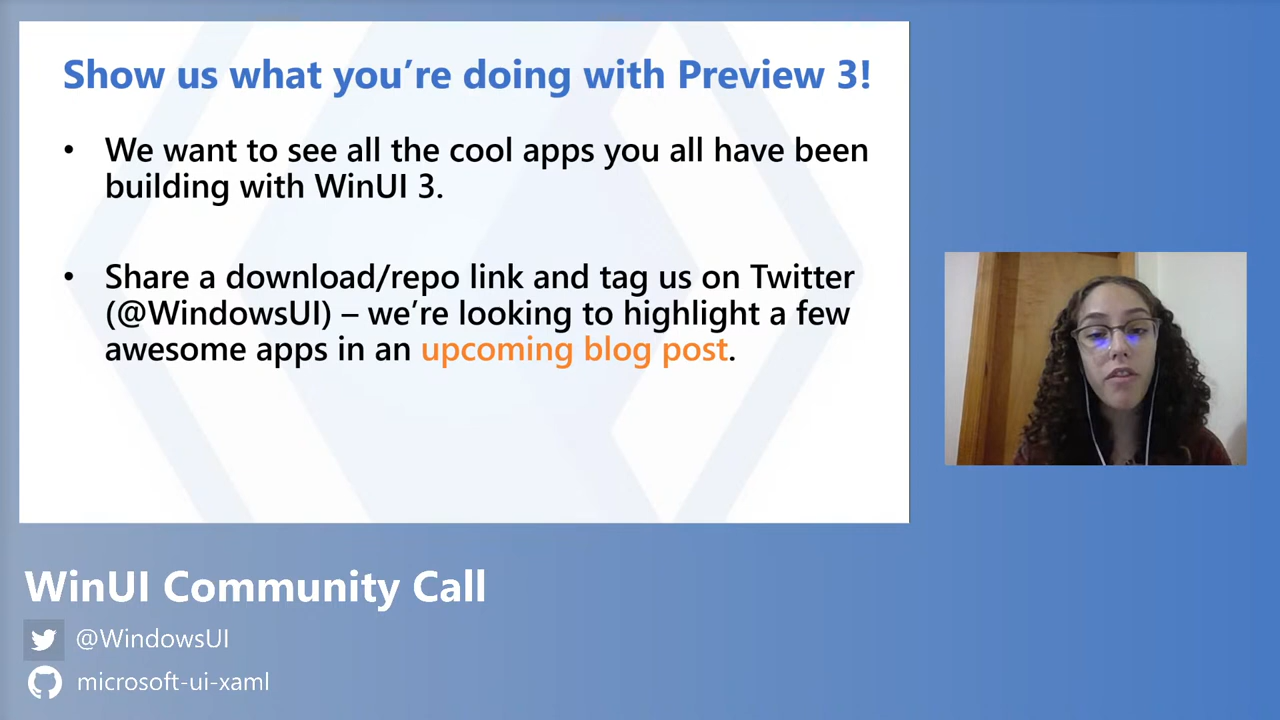 Show us what you're doing with Preview 3!
• We want to see all the cool apps you all have been
building with WinUI 3.
• Share a download/repo link and tag us on Twitter
(@WindowsUI) – we're looking to highlight a few
awesome apps in an upcoming blog post.
WinUI Community Call
@WindowsUI
microsoft-ui-xaml